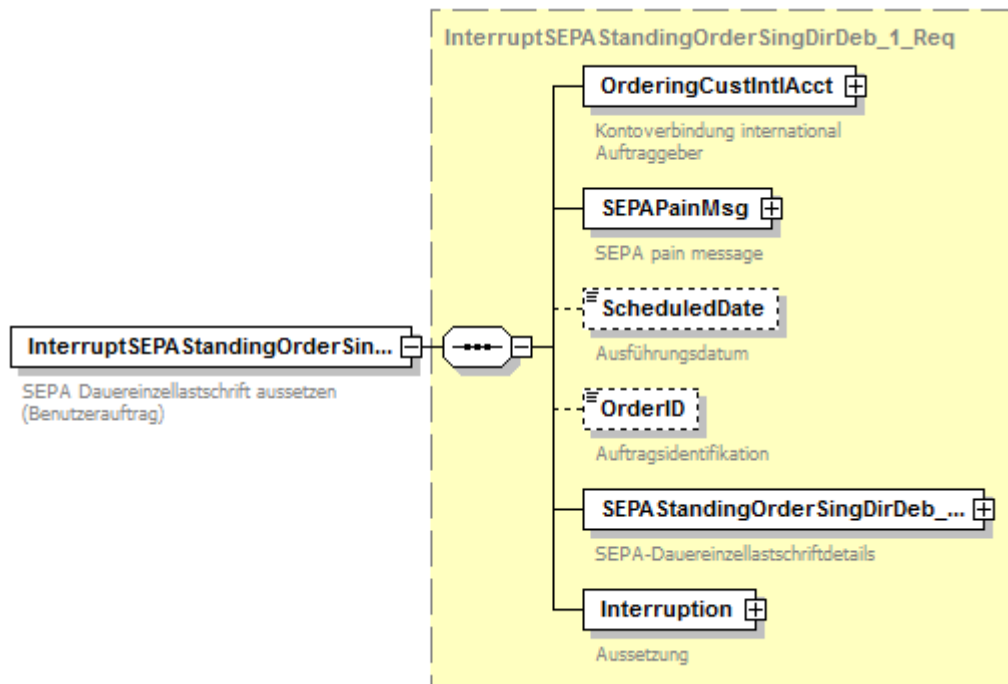 InterruptSEPAStandingOrderSingDirDeb_1_Req
OrderingCustIntlAcct
Kontoverbindung international
Auftraggeber
SEPAPainMsg
SEPA pain message
ScheduledDate
Ausführungsdatum
InterruptSEPAStandingOrderSin...
SEPA Dauereinzellastschrift aussetzen
(Benutzerauftrag)
OrderID
Auftragsidentifikation
SEPAStandingOrderSingDirDeb_...
SEPA-Dauereinzellastschriftdetails
Interruption
Aussetzung